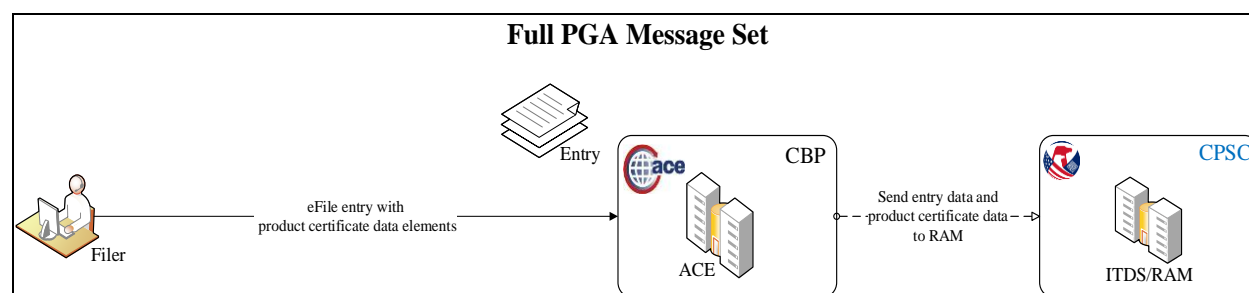 Full PGA Message Set
Entry
ace
CBP
CPSC
eFile entry with
product certificate data elements
Send entry data and
product certificate data
to RAM
Filer
ACE
ITDS/RAM